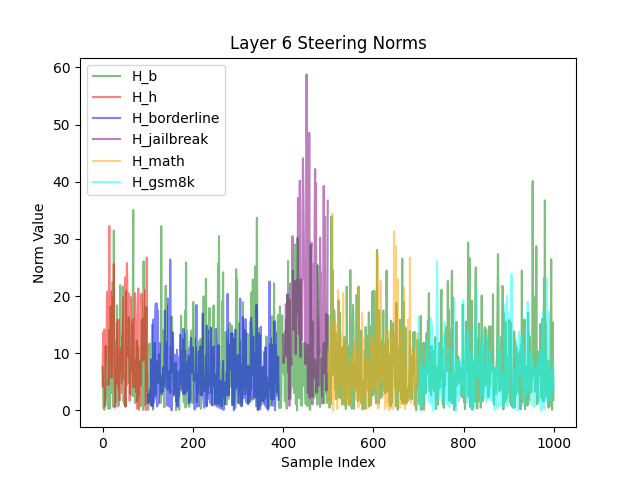 Layer 6 Steering Norms
H_b
H_h
H_borderline
H_jailbreak
H_math
H_gsm8k
Norm Value
60
50
40
30
20
10
0
0 200 400 600 800 1000
Sample Index